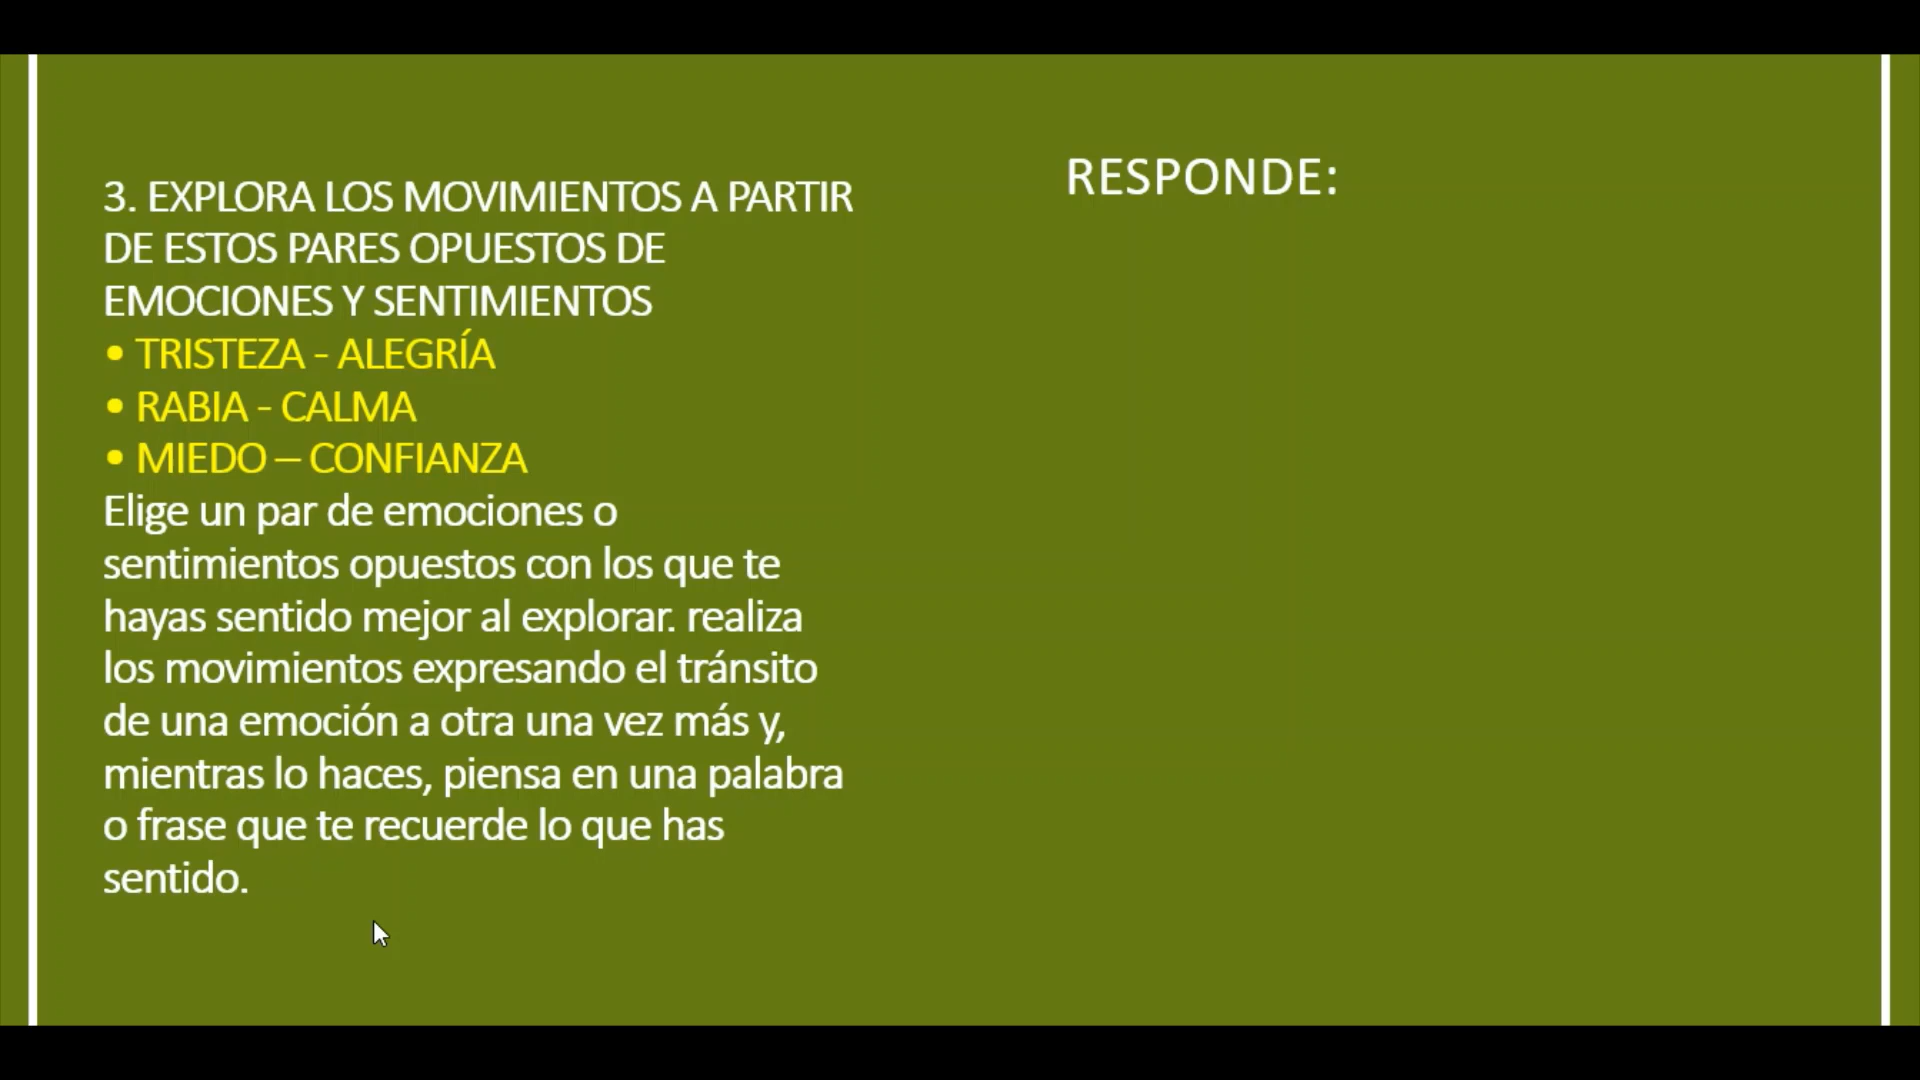 3. EXPLORA LOS MOVIMIENTOS A PARTIR
DE ESTOS PARES OPUESTOS DE
EMOCIONES Y SENTIMIENTOS
• TRISTEZA - ALEGRÍA
• RABIA - CALMA
• MIEDO – CONFIANZA
Elige un par de emociones o
sentimientos opuestos con los que te
hayas sentido mejor al explorar. realiza
los movimientos expresando el tránsito
de una emoción a otra una vez más y,
mientras lo haces, piensa en una palabra
o frase que te recuerde lo que has
sentido.
RESPONDE: